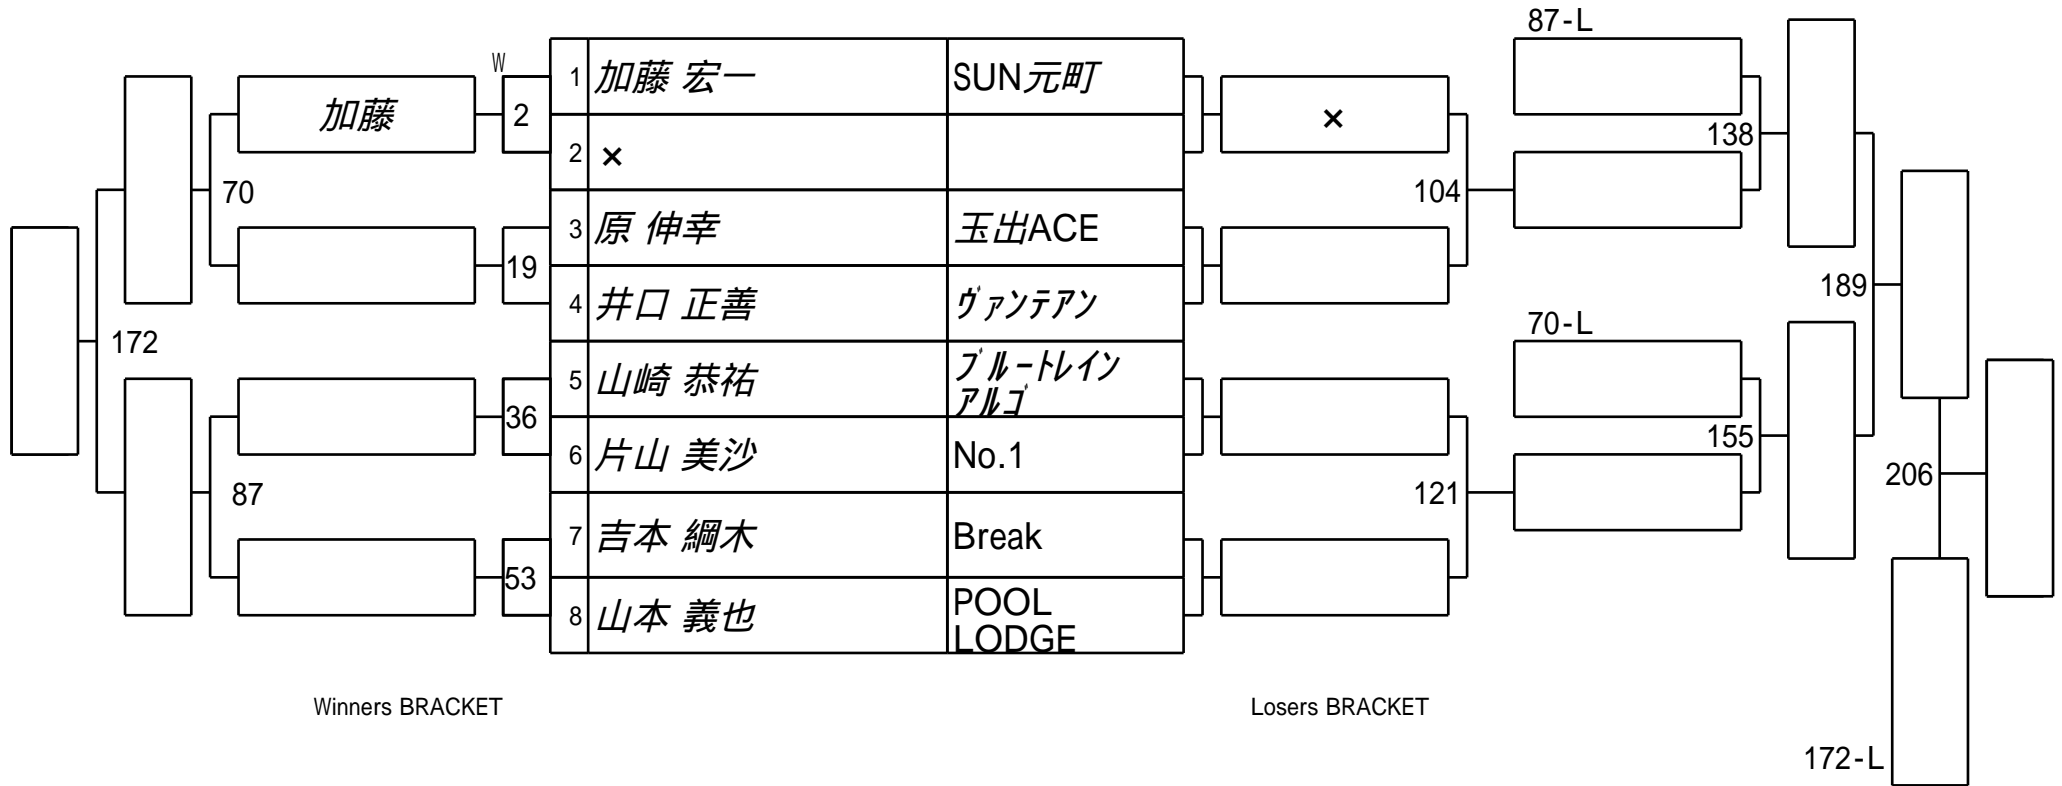 87-L
W
1 加藤 宏一 SUN元町
加藤
2
×
138
2 ×
70
104
3 原 伸幸 玉出ACE
19
189
4 井口 正善 ヴァンテアン
70-L
172
5 山崎 恭祐 ブルートレイン
アルゴ
36
155
6 片山 美沙 No.1
206
87
121
7 吉本 綱木 Break
53
8 山本 義也 POOL
LODGE
Winners BRACKET
Losers BRACKET
172-L